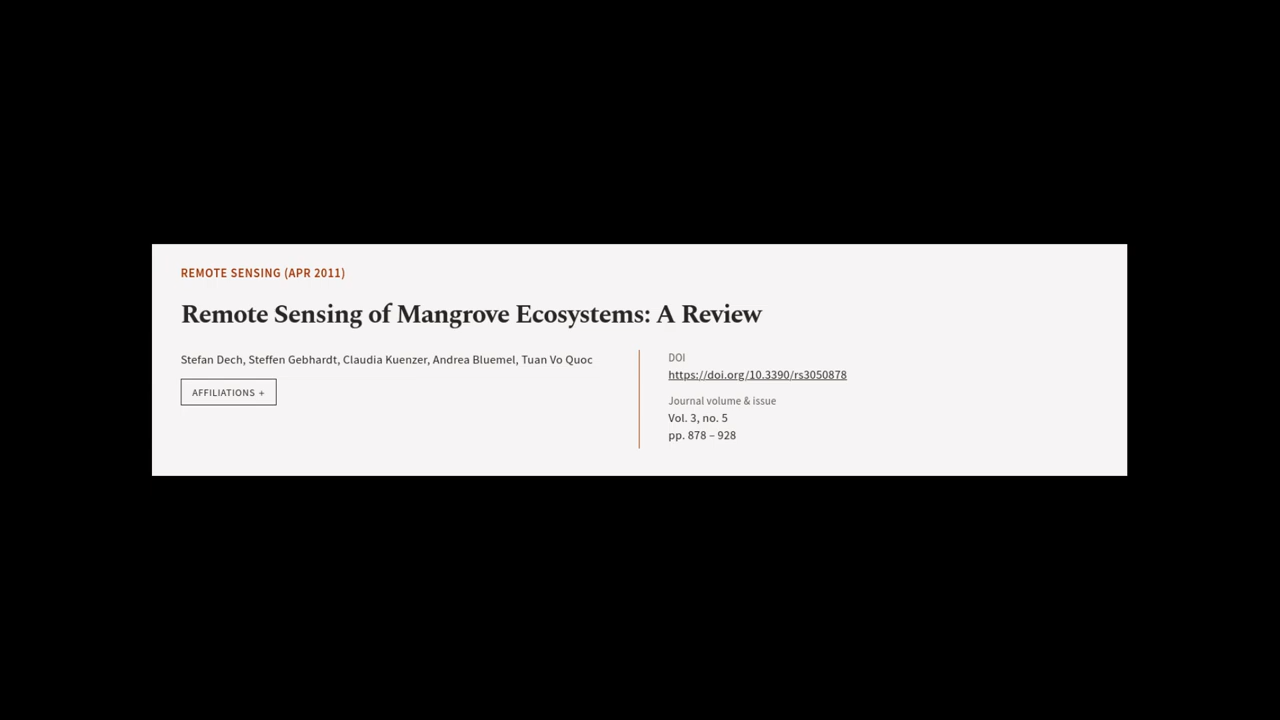 REMOTE SENSING (APR 2011)
Remote Sensing of Mangrove Ecosystems: A Review
Stefan Dech, Steffen Gebhardt, Claudia Kuenzer, Andrea Bluemel, Tuan Vo Quoc
AFFILIATIONS +
DOI
https://doi.org/10.3390/rs3050878
Journal volume & issue
Vol. 3, no. 5
pp. 878 – 928